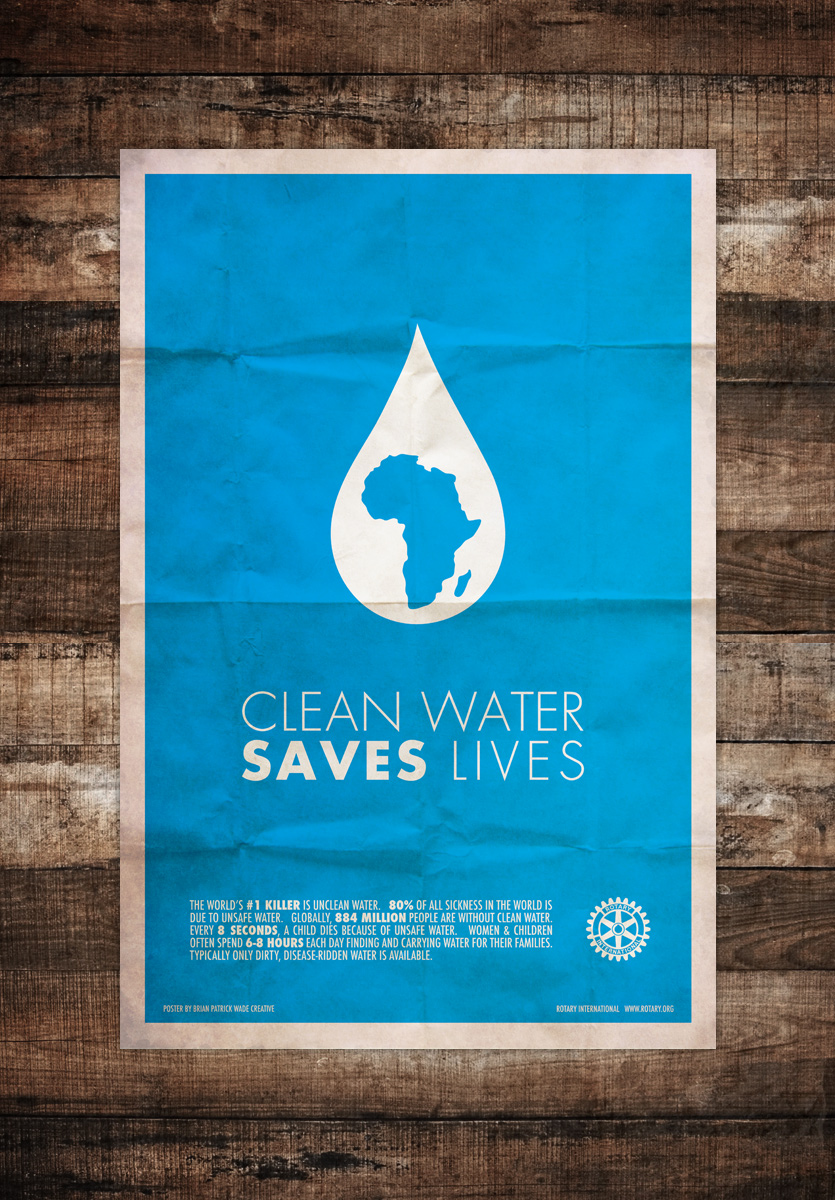 CLEAN WATER
SAVES LIVES
THE WORLD'S #1 KILLER IS UNCLEAN WATER. 80% OF ALL SICKNESS IN THE WORLD IS
DUE TO UNSAFE WATER. GLOBALLY, 884 MILLION PEOPLE ARE WITHOUT CLEAN WATER.
EVERY 8 SECONDS, A CHILD DIES BECAUSE OF UNSAFE WATER. WOMEN & CHILDREN
OFTEN SPEND 6-8 HOURS EACH DAY FINDING AND CARRYING WATER FOR THEIR FAMILIES.
TYPICALLY ONLY DIRTY, DISEASE-RIDDEN WATER IS AVAILABLE.
ROTARY
INTERNATIONAL
POSTER BY BRIAN PATRICK WADE CREATIVE
ROTARY INTERNATIONAL WWW.ROTARY.ORG